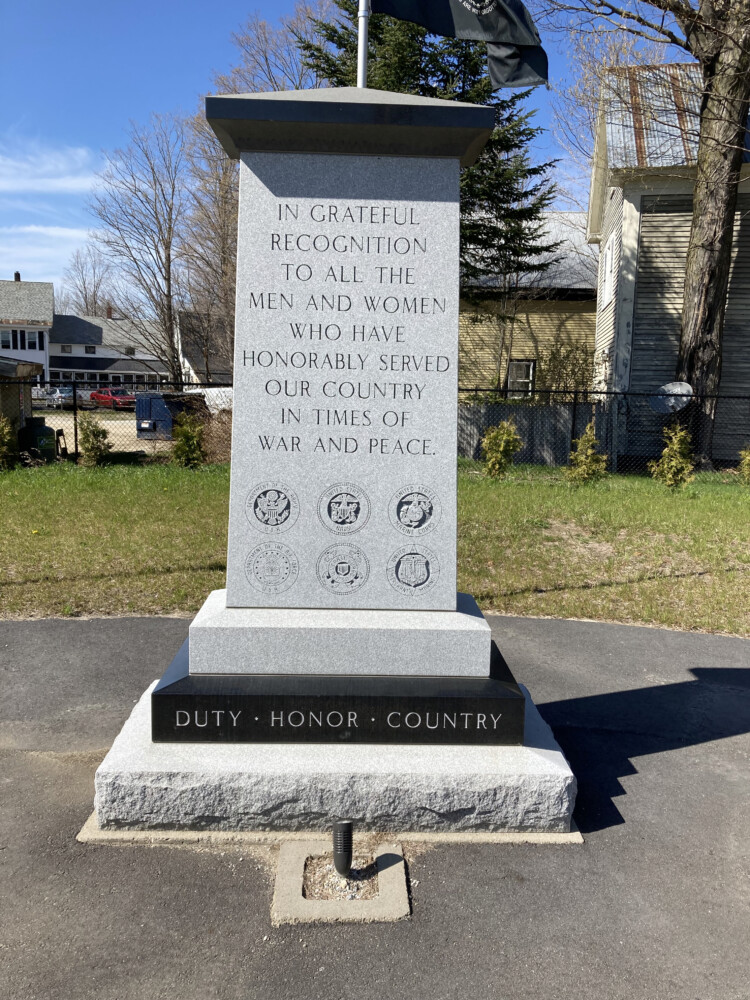 IN GRATEFUL
RECOGNITION
TO ALL THE
MEN AND WOMEN
WHO HAVE
HONORABLY SERVED
OUR COUNTRY
IN TIMES OF
WAR AND PEACE.
DUTY · HONOR · COUNTRY